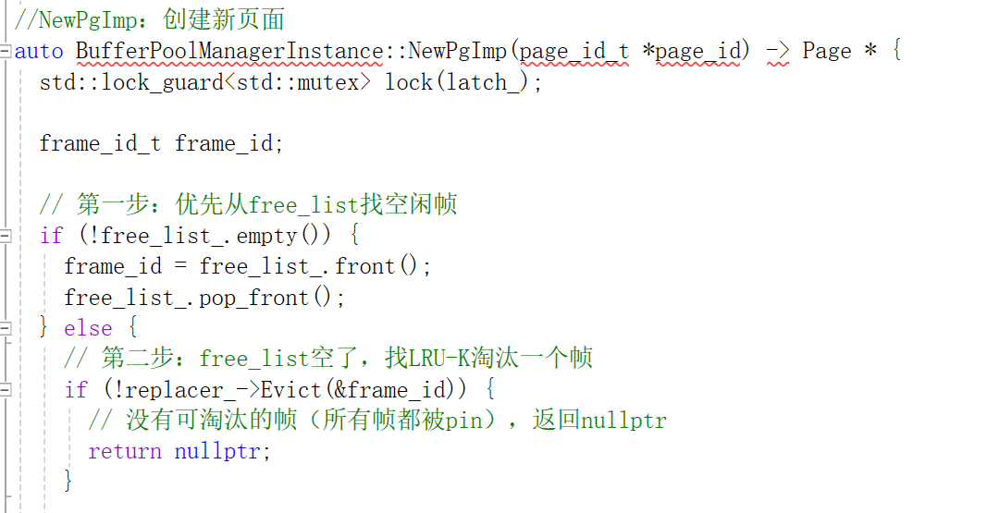 //NewPgImp：创建新页面
auto BufferPoolManagerInstance::NewPgImp(page_id_t *page_id) -> Page * {
  std::lock_guard<std::mutex> lock(latch_);
  frame_id_t frame_id;
  // 第一步：优先从free_list找空闲帧
  if (!free_list_.empty()) {
    frame_id = free_list_.front();
    free_list_.pop_front();
  } else {
    // 第二步：free_list空了，找LRU-K淘汰一个帧
    if (!replacer_->Evict(&frame_id)) {
      // 没有可淘汰的帧（所有帧都被pin），返回nullptr
      return nullptr;
    }